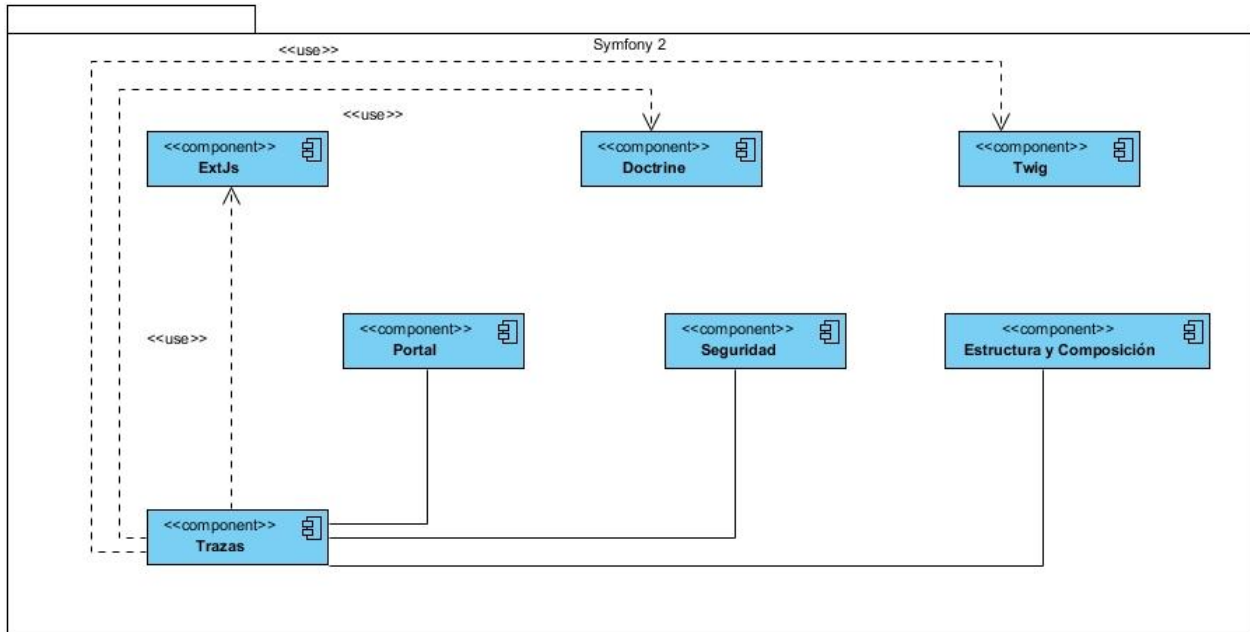 Symfony 2
<<use>>
<<use>>
<<component>>
ExtJs
<<component>>
Doctrine
<<component>>
Twig
<<use>>
<<component>>
Portal
<<component>>
Seguridad
<<component>>
Estructura y Composición
<<component>>
Trazas